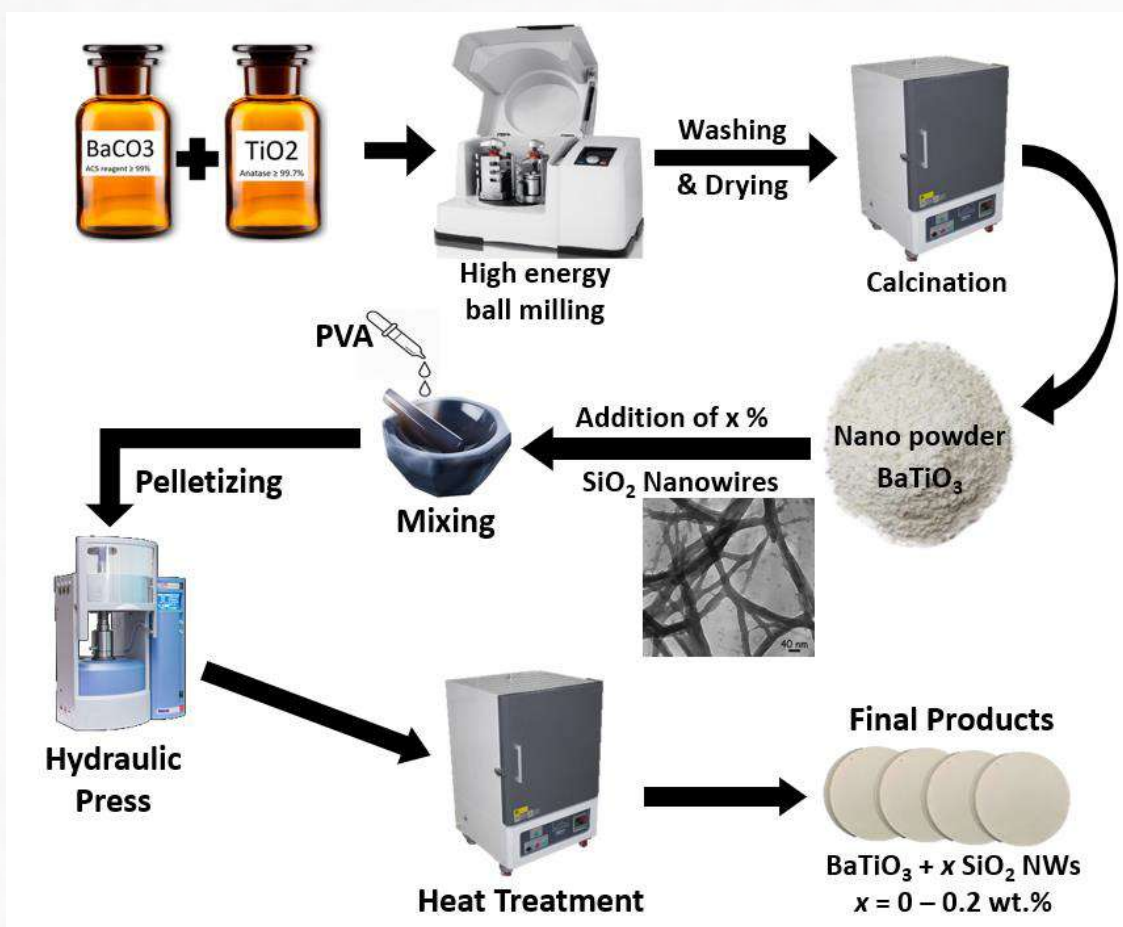 BaCO3
ACS reagent ≥ 99%
TiO2
Anatase ≥ 99.7%
High energy
ball milling
Washing
& Drying
Calcination
Nano powder
BaTiO₃
Addition of x %
SiO₂ Nanowires
40 nm
PVA
Mixing
Pelletizing
Hydraulic
Press
Heat Treatment
Final Products
BaTiO₃ + x SiO₂ NWs
x = 0 – 0.2 wt.%